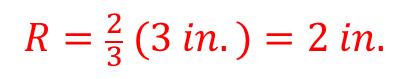 R = 2/3 (3 in.) = 2 in.